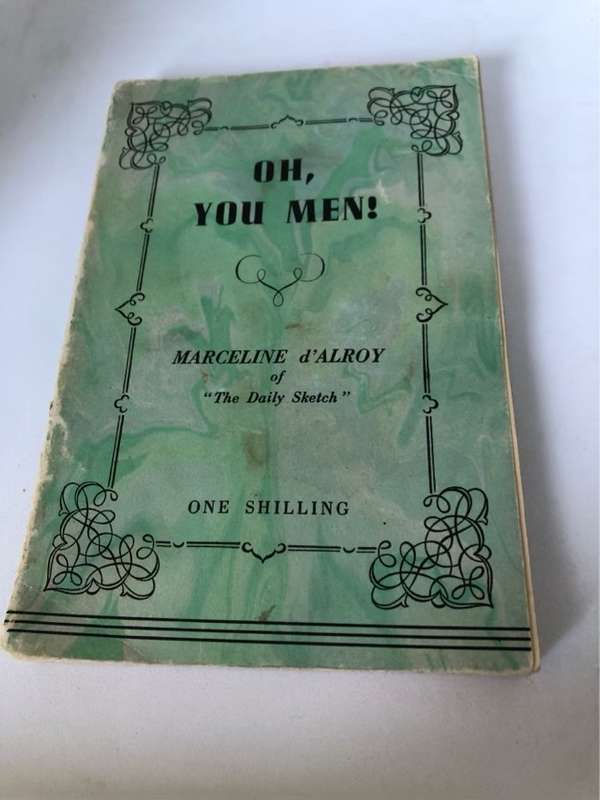 OH,
YOU MEN!
MARCELINE d'ALROY
of
"The Daily Sketch"
ONE SHILLING